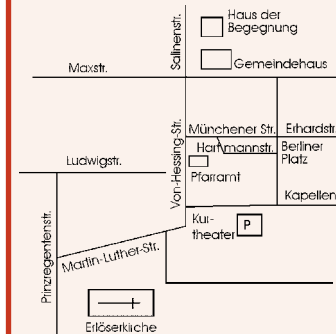 Haus der
Begegnung
Salinenstr.
Gemeindehaus
Maxstr.
Münchener Str.
Erhardstr.
Hartmannstr.
Berliner
Platz
Ludwigstr.
Von-Hessing-Str.
Pfarramt
Kapellen
Kur-
theater
P
Prinzregentenstr.
Martin-Luther-Str.
Erlöserkirche